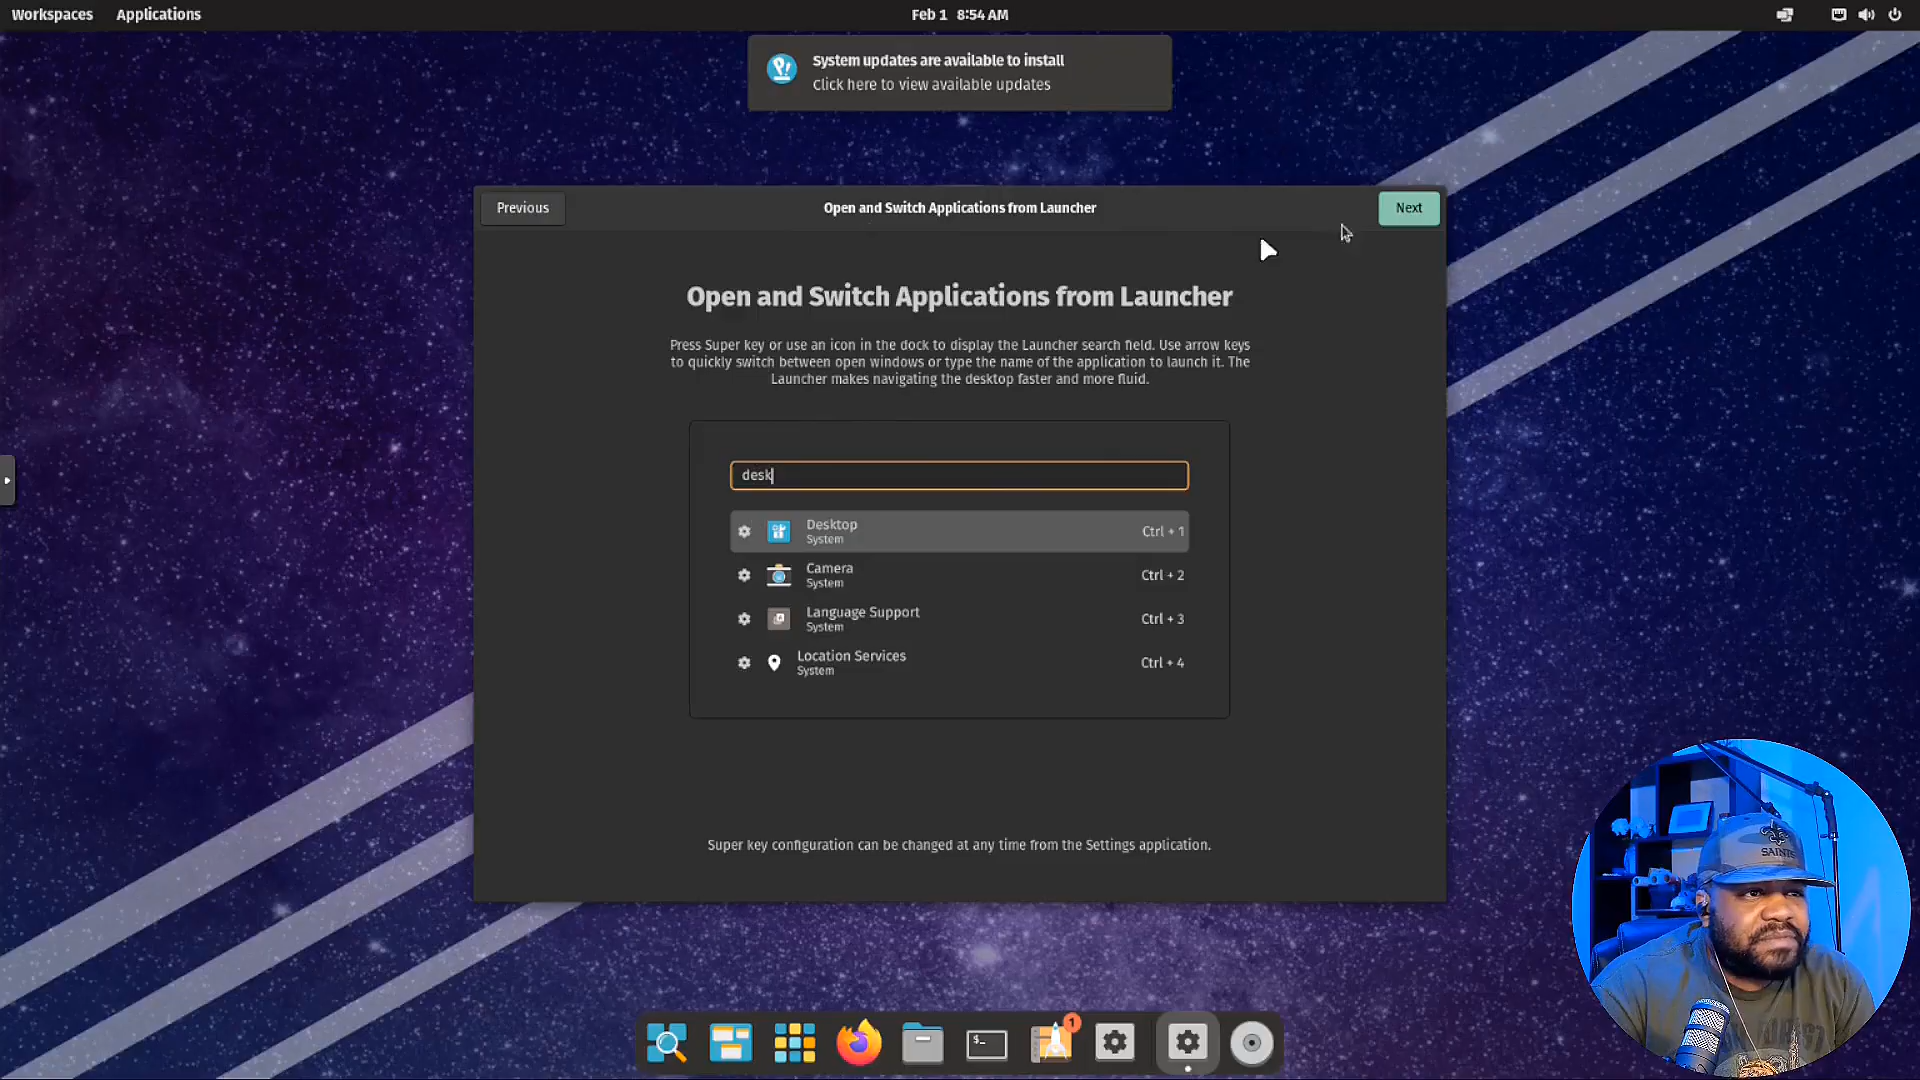 Workspaces Applications Feb 1 8:54 AM
System updates are available to install
Click here to view available updates
Previous Open and Switch Applications from Launcher Next
Open and Switch Applications from Launcher
Press Super key or use an icon in the dock to display the Launcher search field. Use arrow keys
to quickly switch between open windows or type the name of the application to launch it. The
Launcher makes navigating the desktop faster and more fluid.
desk
Desktop
System
Ctrl + 1
Camera
System
Ctrl + 2
Language Support
System
Ctrl + 3
Location Services
System
Ctrl + 4
Super key configuration can be changed at any time from the Settings application.
SAINTS
$-
1